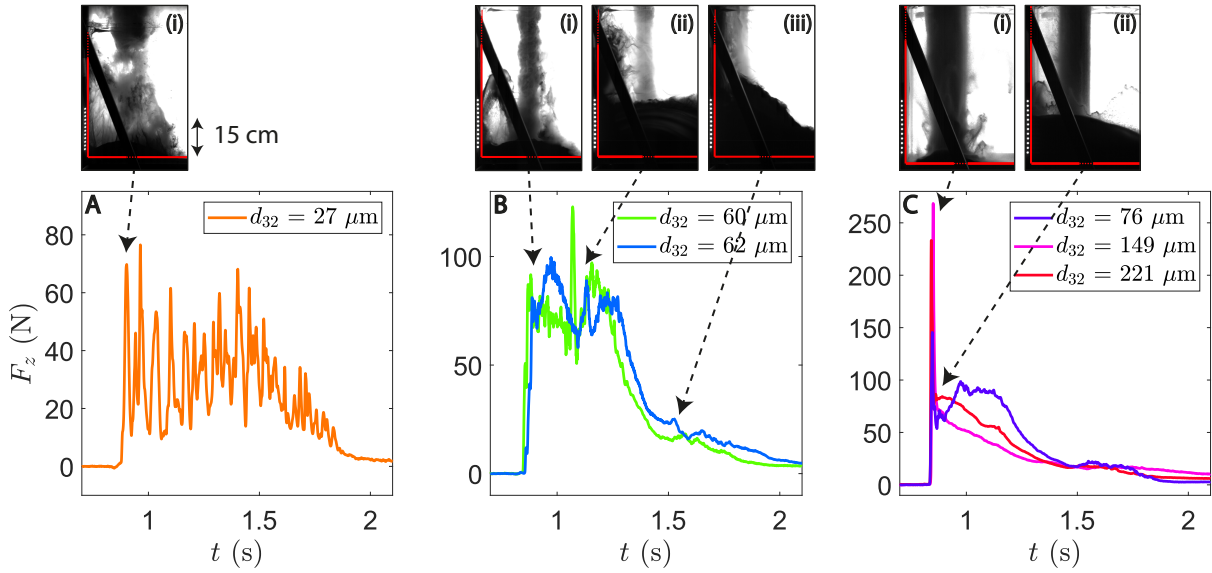 (i)
15 cm
(i)
(ii)
(iii)
(i)
(ii)
A
d₃₂ = 27 μm
80
60
40
20
0
F_z (N)
1
1.5
2
t (s)
B
d₃₂ = 60 μm
d₃₂ = 62 μm
100
50
0
1
1.5
2
t (s)
C
d₃₂ = 76 μm
d₃₂ = 149 μm
d₃₂ = 221 μm
250
200
150
100
50
0
1
1.5
2
t (s)